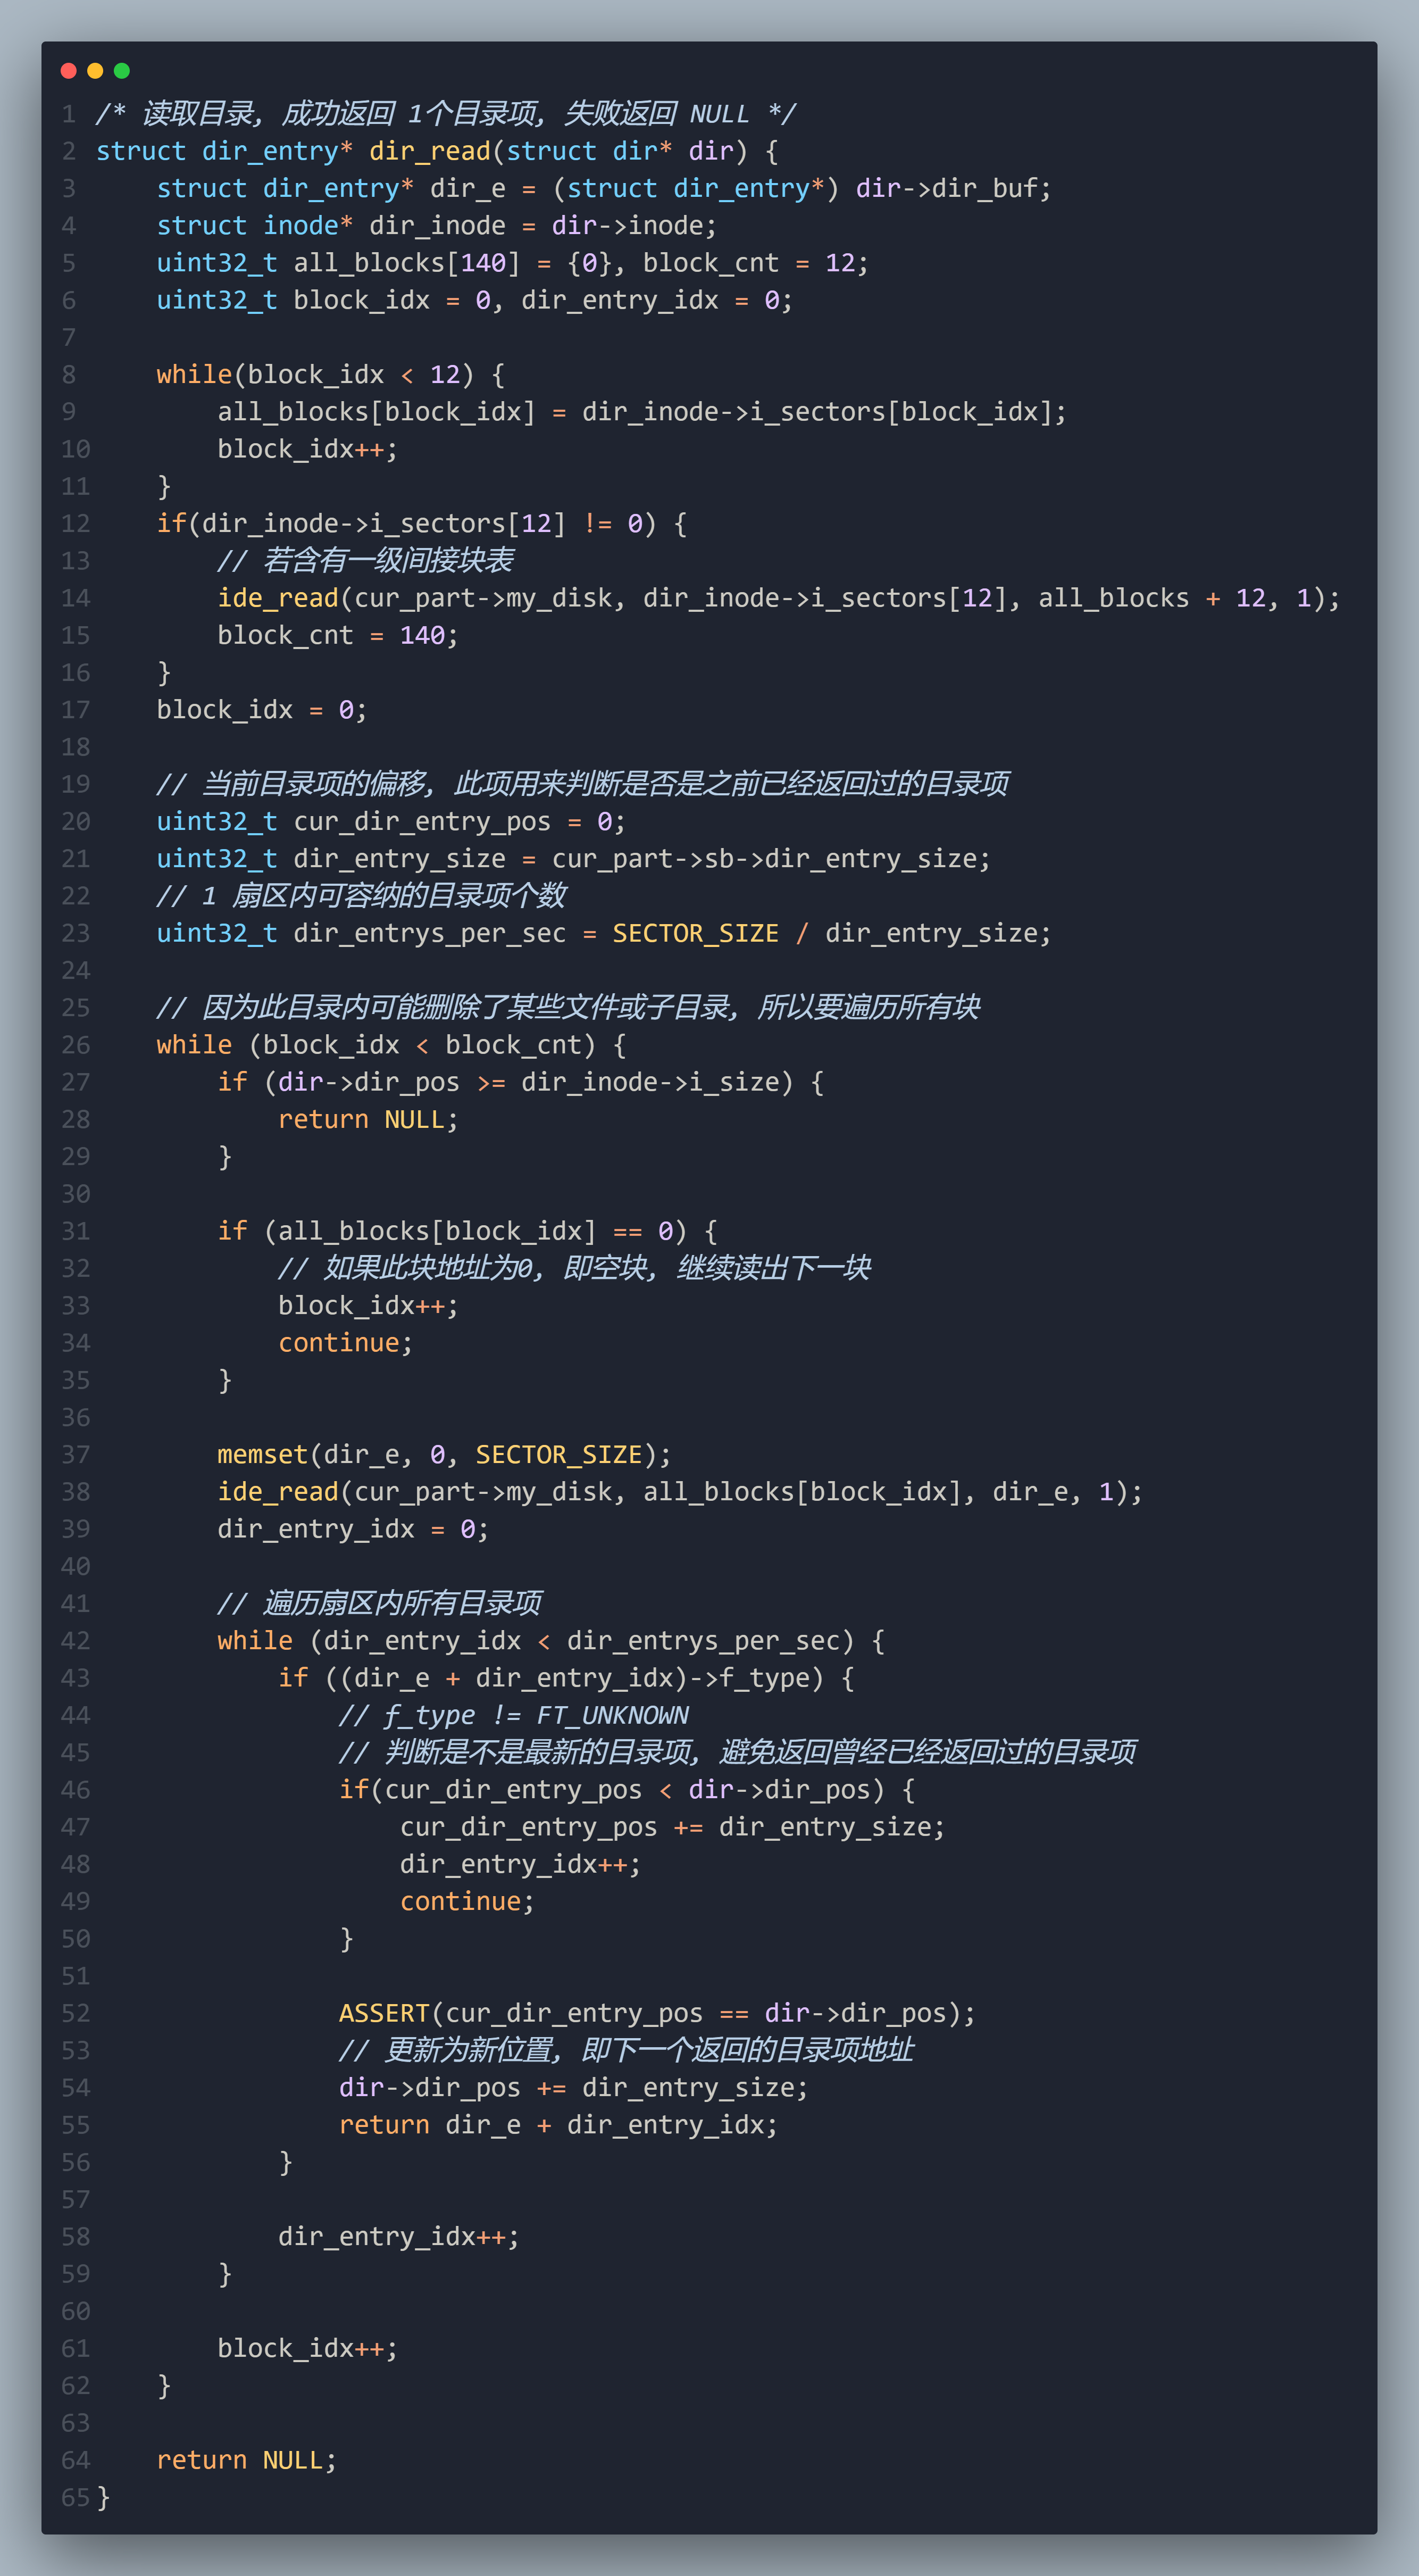 1 /* 读取目录, 成功返回 1个目录项, 失败返回 NULL */
2 struct dir_entry* dir_read(struct dir* dir) {
3     struct dir_entry* dir_e = (struct dir_entry*) dir->dir_buf;
4     struct inode* dir_inode = dir->inode;
5     uint32_t all_blocks[140] = {0}, block_cnt = 12;
6     uint32_t block_idx = 0, dir_entry_idx = 0;
7
8     while(block_idx < 12) {
9         all_blocks[block_idx] = dir_inode->i_sectors[block_idx];
10         block_idx++;
11     }
12     if(dir_inode->i_sectors[12] != 0) {
13         // 若含有一级间接块表
14         ide_read(cur_part->my_disk, dir_inode->i_sectors[12], all_blocks + 12, 1);
15         block_cnt = 140;
16     }
17     block_idx = 0;
18
19     // 当前目录项的偏移, 此项用来判断是否是之前已经返回过的目录项
20     uint32_t cur_dir_entry_pos = 0;
21     uint32_t dir_entry_size = cur_part->sb->dir_entry_size;
22     // 1 扇区内可容纳的目录项个数
23     uint32_t dir_entrys_per_sec = SECTOR_SIZE / dir_entry_size;
24
25     // 因为此目录内可能删除了某些文件或子目录, 所以要遍历所有块
26     while (block_idx < block_cnt) {
27         if (dir->dir_pos >= dir_inode->i_size) {
28             return NULL;
29         }
30
31         if (all_blocks[block_idx] == 0) {
32             // 如果此块地址为0, 即空块, 继续读出下一块
33             block_idx++;
34             continue;
35         }
36
37         memset(dir_e, 0, SECTOR_SIZE);
38         ide_read(cur_part->my_disk, all_blocks[block_idx], dir_e, 1);
39         dir_entry_idx = 0;
40
41         // 遍历扇区内所有目录项
42         while (dir_entry_idx < dir_entrys_per_sec) {
43             if ((dir_e + dir_entry_idx)->f_type) {
44                 // f_type != FT_UNKNOWN
45                 // 判断是不是最新的目录项, 避免返回曾经已经返回过的目录项
46                 if(cur_dir_entry_pos < dir->dir_pos) {
47                     cur_dir_entry_pos += dir_entry_size;
48                     dir_entry_idx++;
49                     continue;
50                 }
51
52                 ASSERT(cur_dir_entry_pos == dir->dir_pos);
53                 // 更新为新位置, 即下一个返回的目录项地址
54                 dir->dir_pos += dir_entry_size;
55                 return dir_e + dir_entry_idx;
56             }
57
58             dir_entry_idx++;
59         }
60
61         block_idx++;
62     }
63
64     return NULL;
65 }